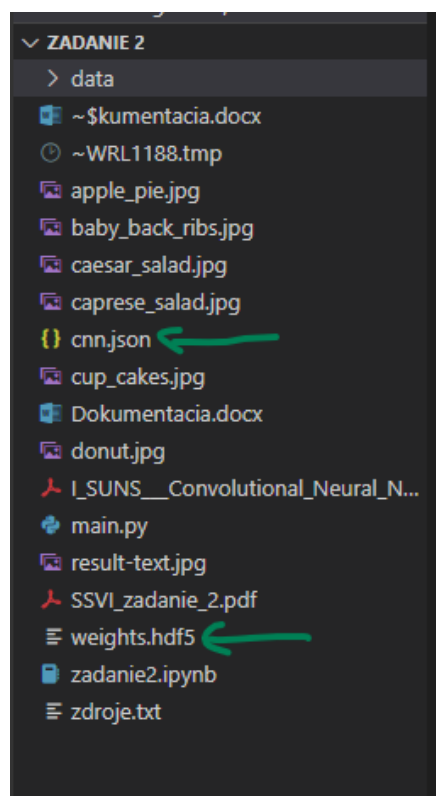 ZADANIE 2
data
~$kumentacia.docx
~WRL1188.tmp
apple_pie.jpg
baby_back_ribs.jpg
caesar_salad.jpg
caprese_salad.jpg
{} cnn.json
cup_cakes.jpg
Dokumentacia.docx
donut.jpg
I_SUNS___Convolutional_Neural_N...
main.py
result-text.jpg
SSVI_zadanie_2.pdf
weights.hdf5
zadanie2.ipynb
zdroje.txt